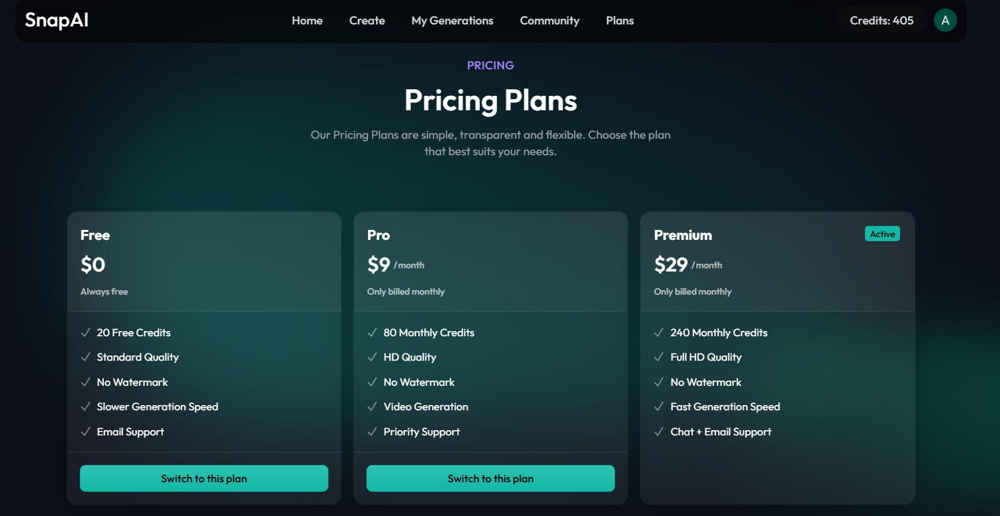 SnapAI
Home
Create
My Generations
Community
Plans
Credits: 405
A
PRICING
Pricing Plans
Our Pricing Plans are simple, transparent and flexible. Choose the plan
that best suits your needs.
Free
$0
Always free
20 Free Credits
Standard Quality
No Watermark
Slower Generation Speed
Email Support
Switch to this plan
Pro
$9 /month
Only billed monthly
80 Monthly Credits
HD Quality
No Watermark
Video Generation
Priority Support
Switch to this plan
Premium
Active
$29 /month
Only billed monthly
240 Monthly Credits
Full HD Quality
No Watermark
Fast Generation Speed
Chat + Email Support